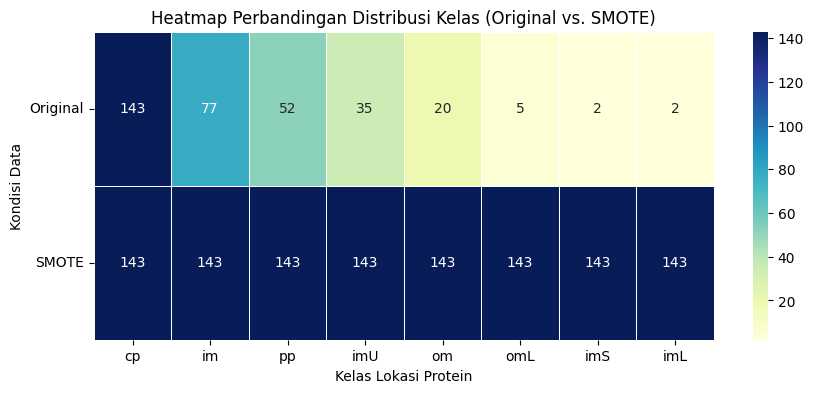 Heatmap Perbandingan Distribusi Kelas (Original vs. SMOTE)
Kondisi Data
Original 143 77 52 35 20 5 2 2
SMOTE 143 143 143 143 143 143 143 143
cp im pp imU om omL imS imL
Kelas Lokasi Protein
140
120
100
80
60
40
20